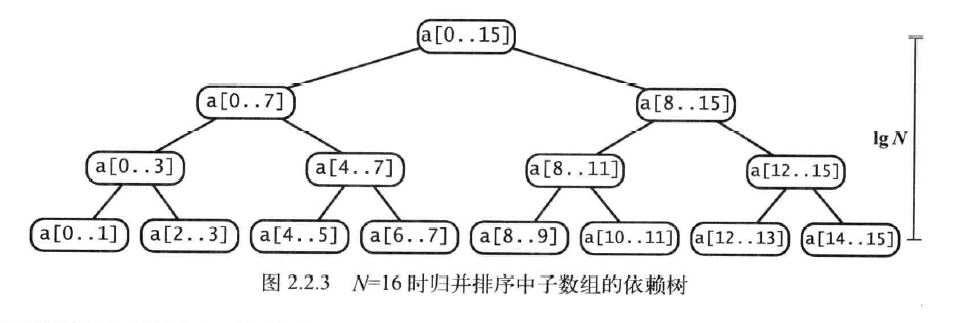 a[0..15]
a[0..7] a[8..15]
lg N
a[0..3] a[4..7] a[8..11] a[12..15]
a[0..1] a[2..3] a[4..5] a[6..7] a[8..9] a[10..11] a[12..13] a[14..15]
图 2.2.3 N=16 时归并排序中子数组的依赖树